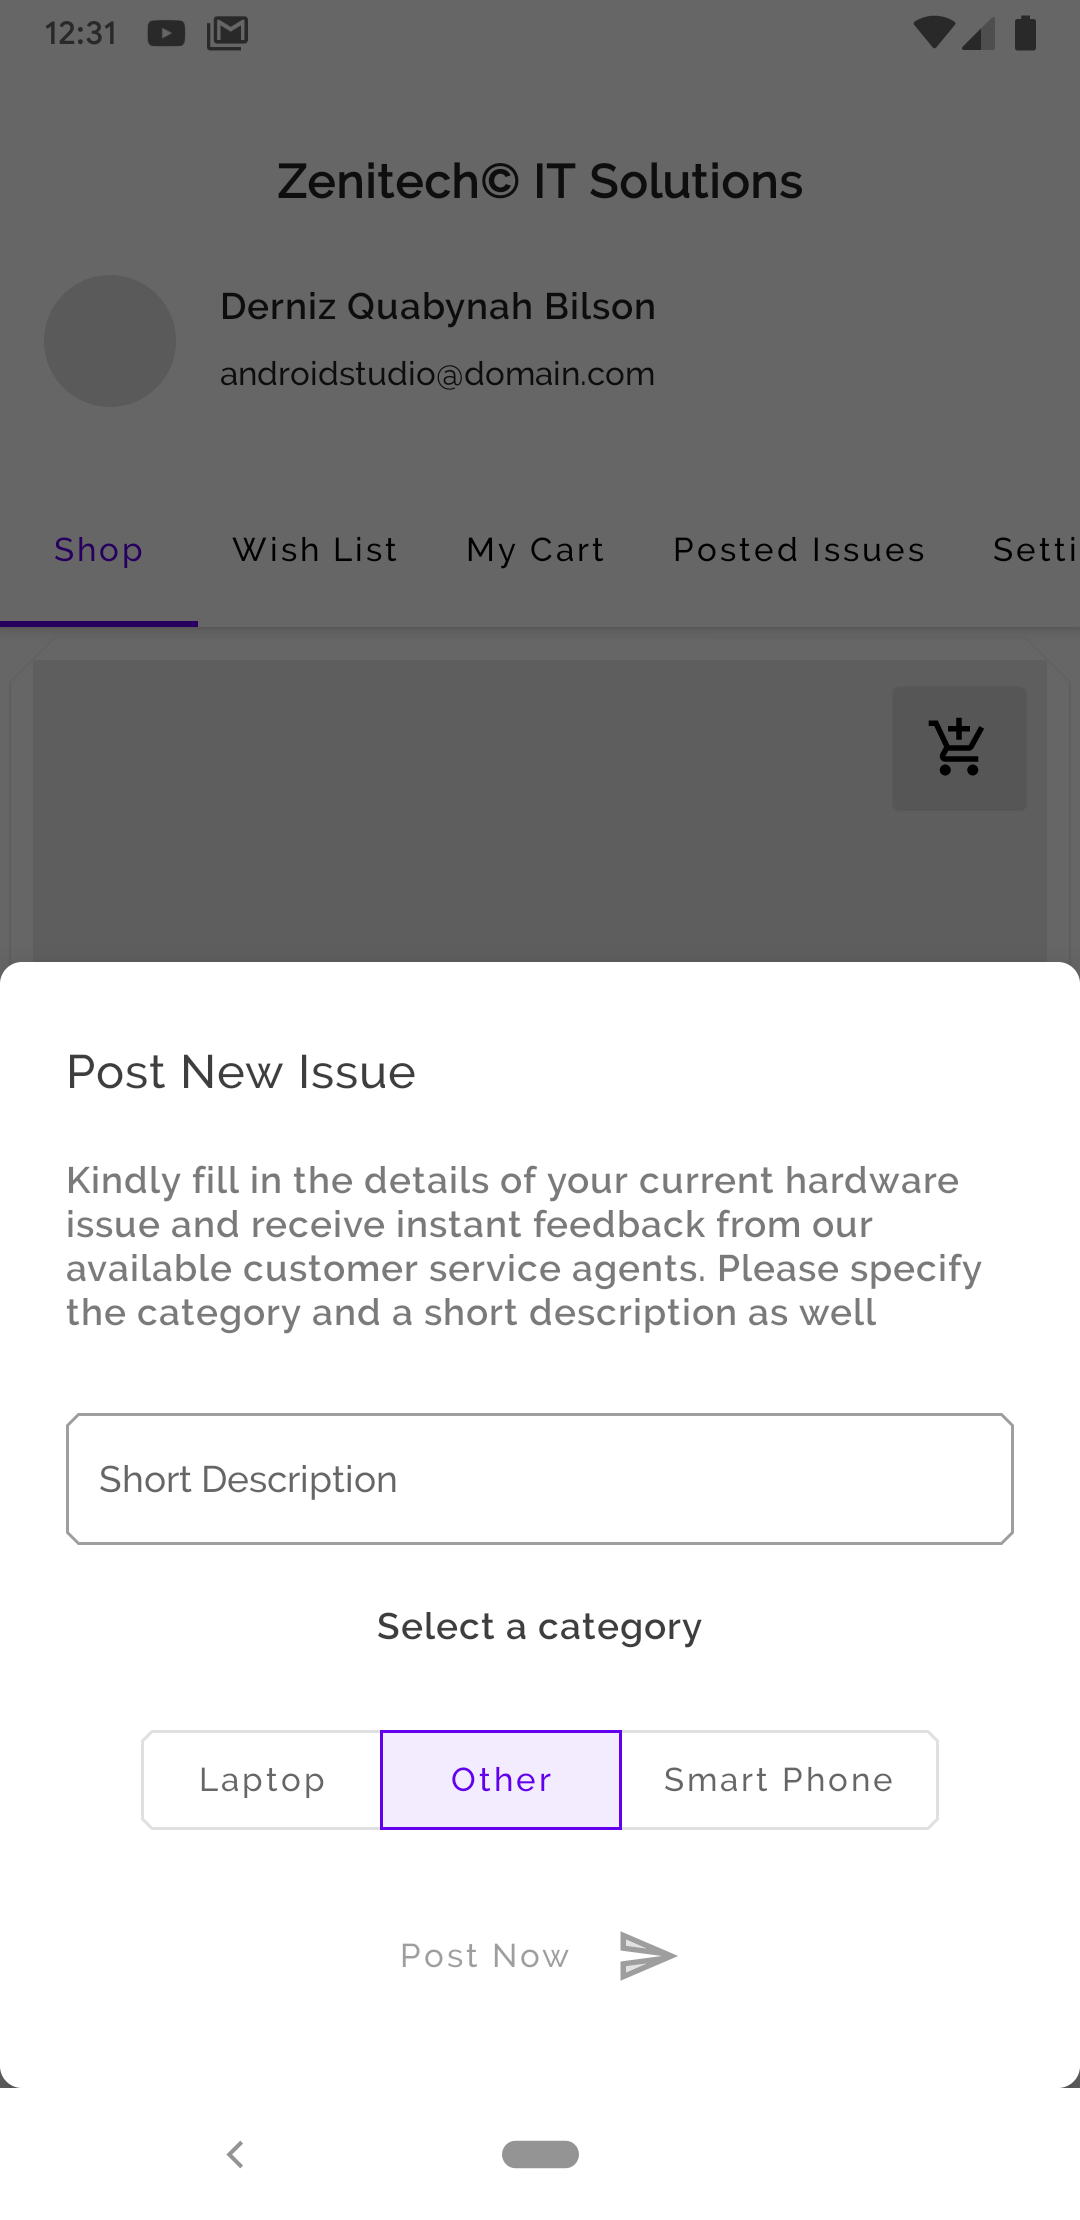 12:31
Zenitech© IT Solutions
Derniz Quabynah Bilson
androidstudio@domain.com
Shop Wish List My Cart Posted Issues Setti
Post New Issue
Kindly fill in the details of your current hardware
issue and receive instant feedback from our
available customer service agents. Please specify
the category and a short description as well
Short Description
Select a category
Laptop Other Smart Phone
Post Now